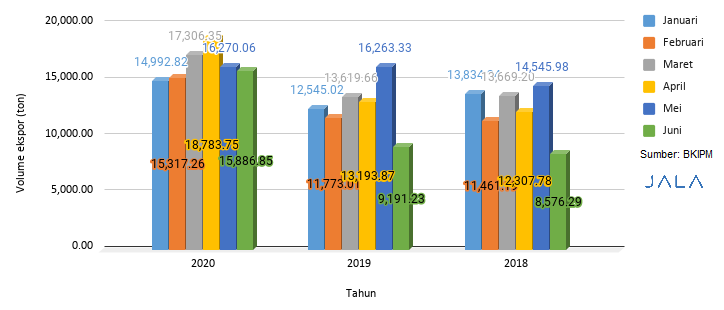 20,000.00
15,000.00
10,000.00
5,000.00
0.00
Volume ekspor (ton)
14,992.82
15,317.26
17,306.35
18,783.75
16,270.06
15,886.85
12,545.02
11,773.01
13,619.66
13,193.87
16,263.33
9,191.23
13,669.20
12,307.78
14,545.98
8,576.29
2020
2019
2018
Tahun
Januari
Februari
Maret
April
Mei
Juni
Sumber: BKIPM
JALA